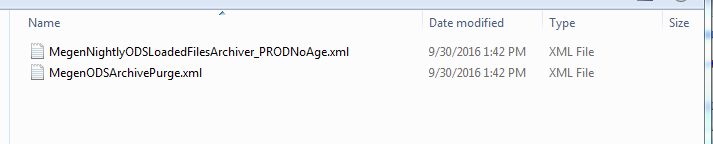 Name Date modified Type Size
MegenNightlyODSLoadedFilesArchiver_PRODNoAge.xml 9/30/2016 1:42 PM XML File
MegenODSArchivePurge.xml 9/30/2016 1:42 PM XML File